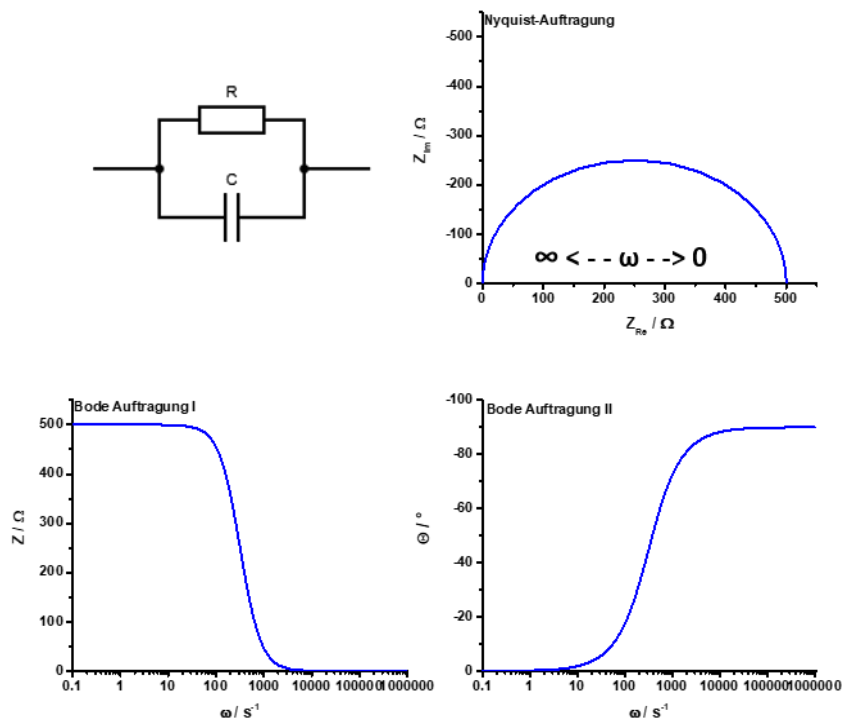 R
C
Nyquist-Auftragung
-500
-400
-300
-200
-100
0
Z_Im / Ω
∞ < - - ω - -> 0
0 100 200 300 400 500
Z_Re / Ω
Bode Auftragung I
500
400
300
200
100
0
Z / Ω
0.1 1 10 100 1000 10000 100000 1000000
ω / s⁻¹
Bode Auftragung II
-100
-80
-60
-40
-20
0
Θ / °
0.1 1 10 100 1000 10000 100000 1000000
ω / s⁻¹